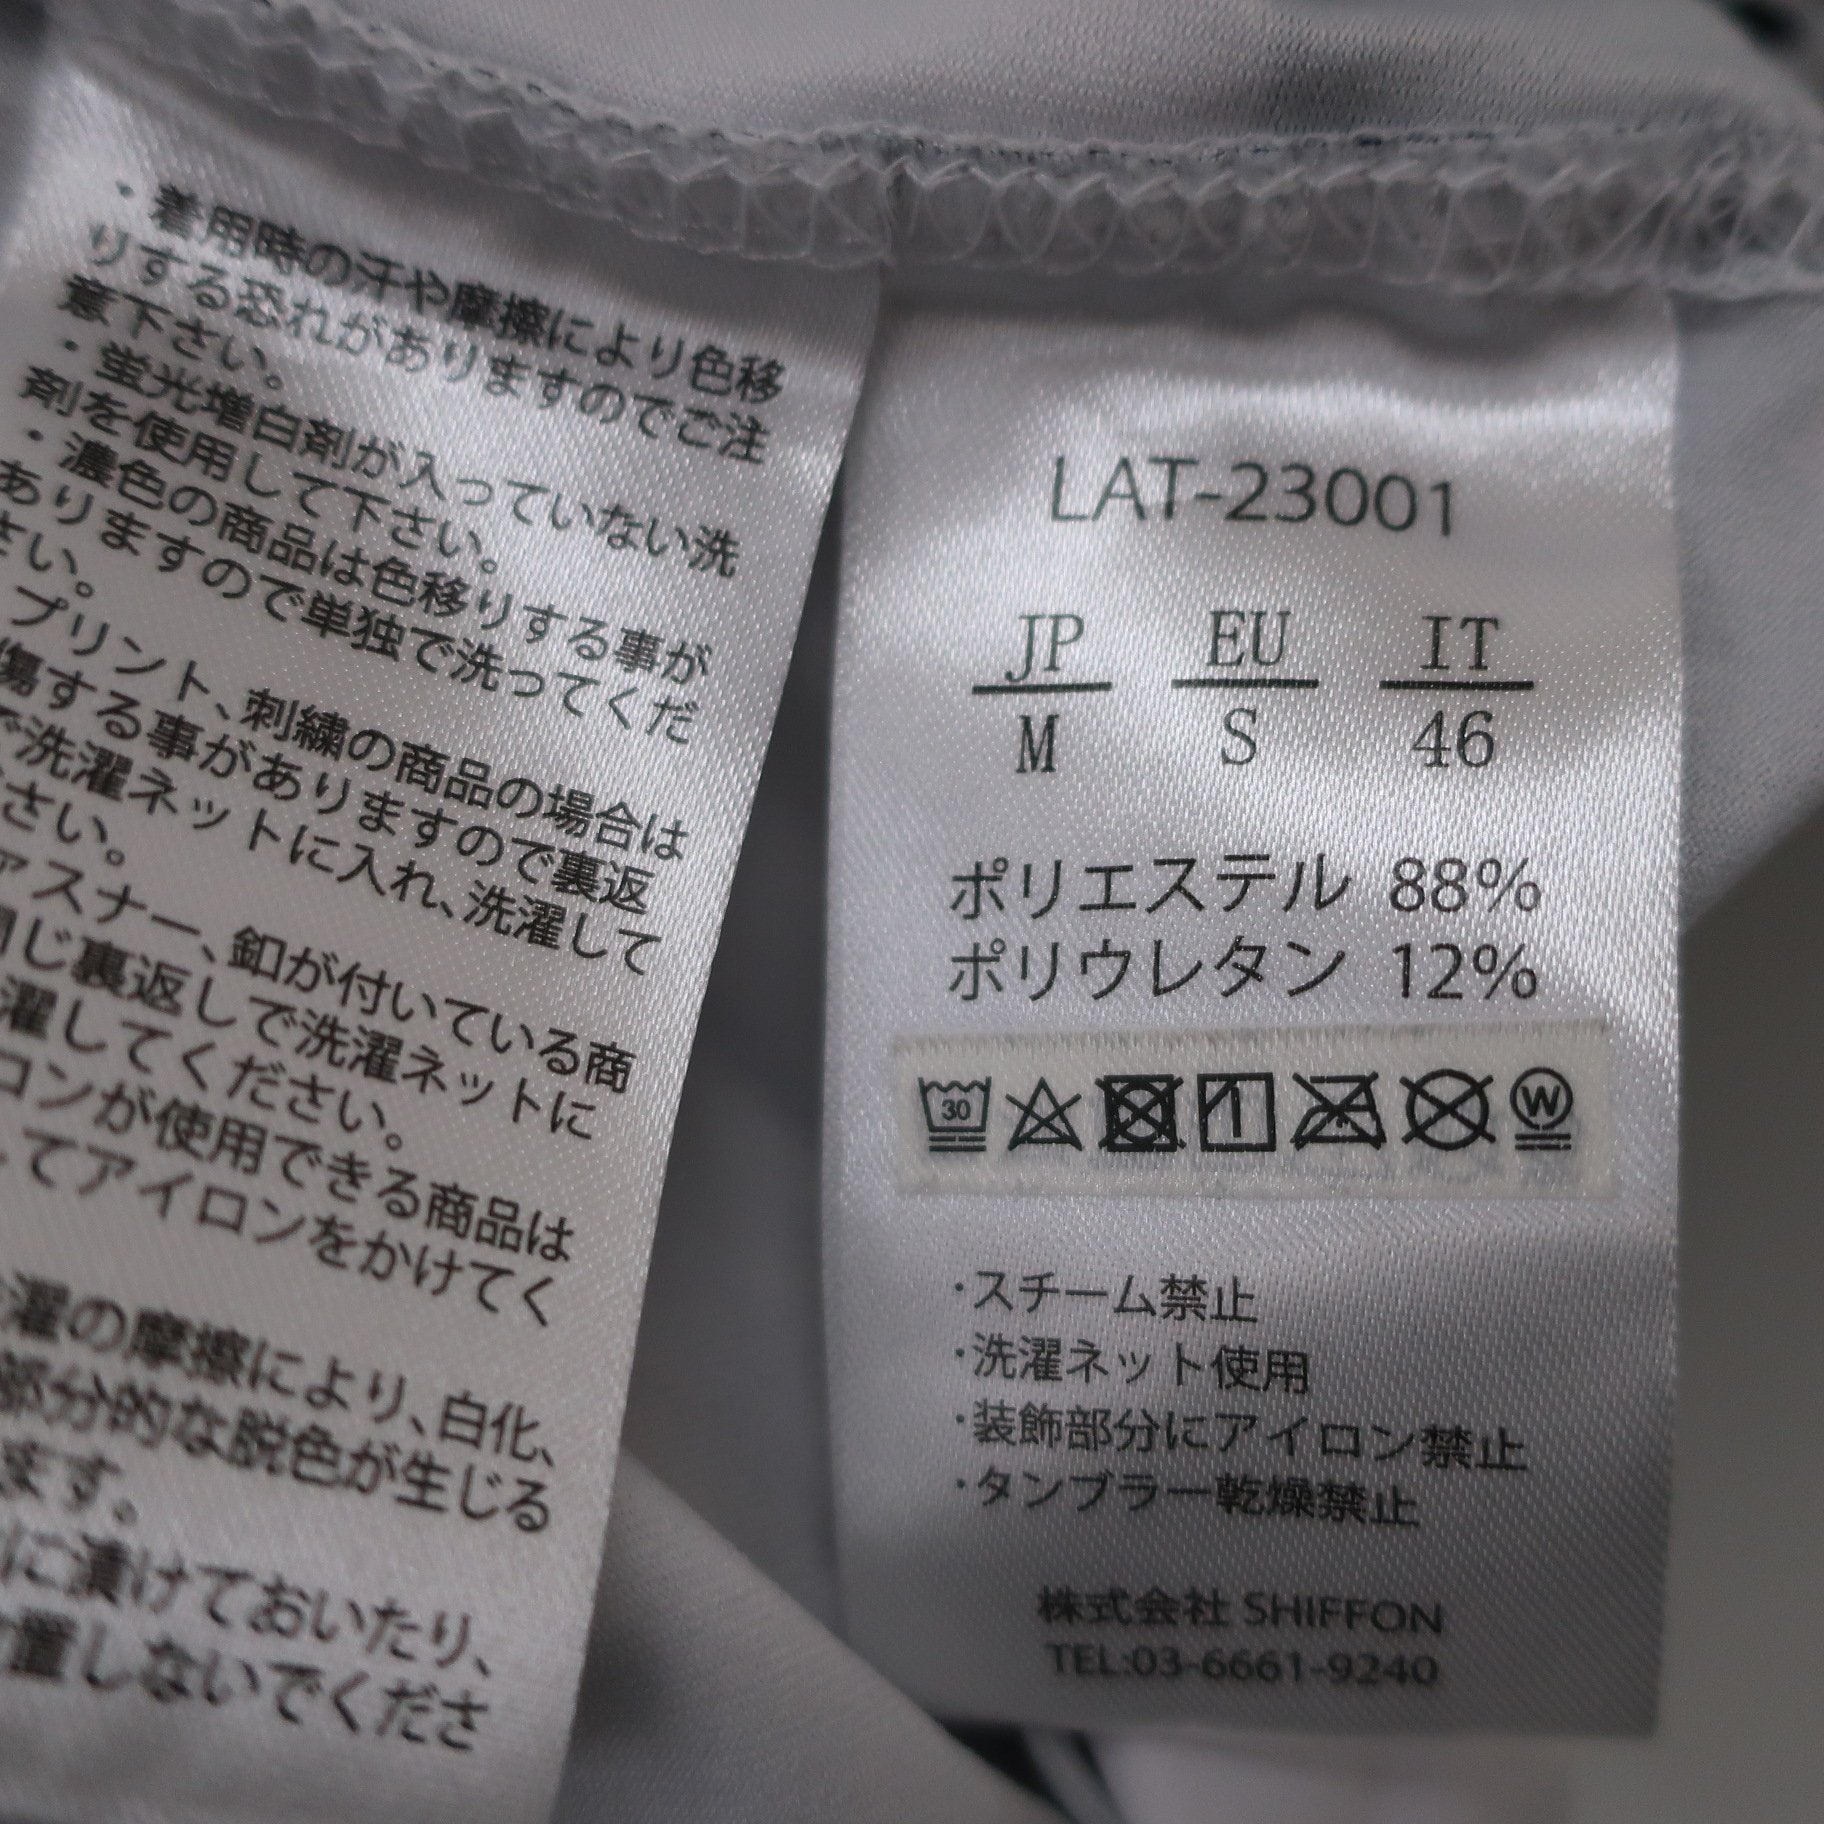 ・着用時の汗や摩擦により色移
りする恐れがありますのでご注
意下さい。
・蛍光増白剤が入っていない洗
剤を使用して下さい。
・濃色の商品は色移りする事が
ありますので単独で洗ってくだ
さい。
プリント、刺繍の商品の場合は
傷する事がありますので裏返
で洗濯ネットに入れ、洗濯して
ださい。
ァスナー、釦が付いている商
同じ裏返しで洗濯ネットに
濯してください。
ロンが使用できる商品は
してアイロンをかけてく
濯の摩擦により、白化、
部分的な脱色が生じる
ます。
に漬けておいたり、
置しないでくださ
LAT-23001
JP EU IT
M S 46
ポリエステル 88%
ポリウレタン 12%
30 W
・スチーム禁止
・洗濯ネット使用
・装飾部分にアイロン禁止
・タンブラー乾燥禁止
株式会社 SHIFFON
TEL:03-6661-9240